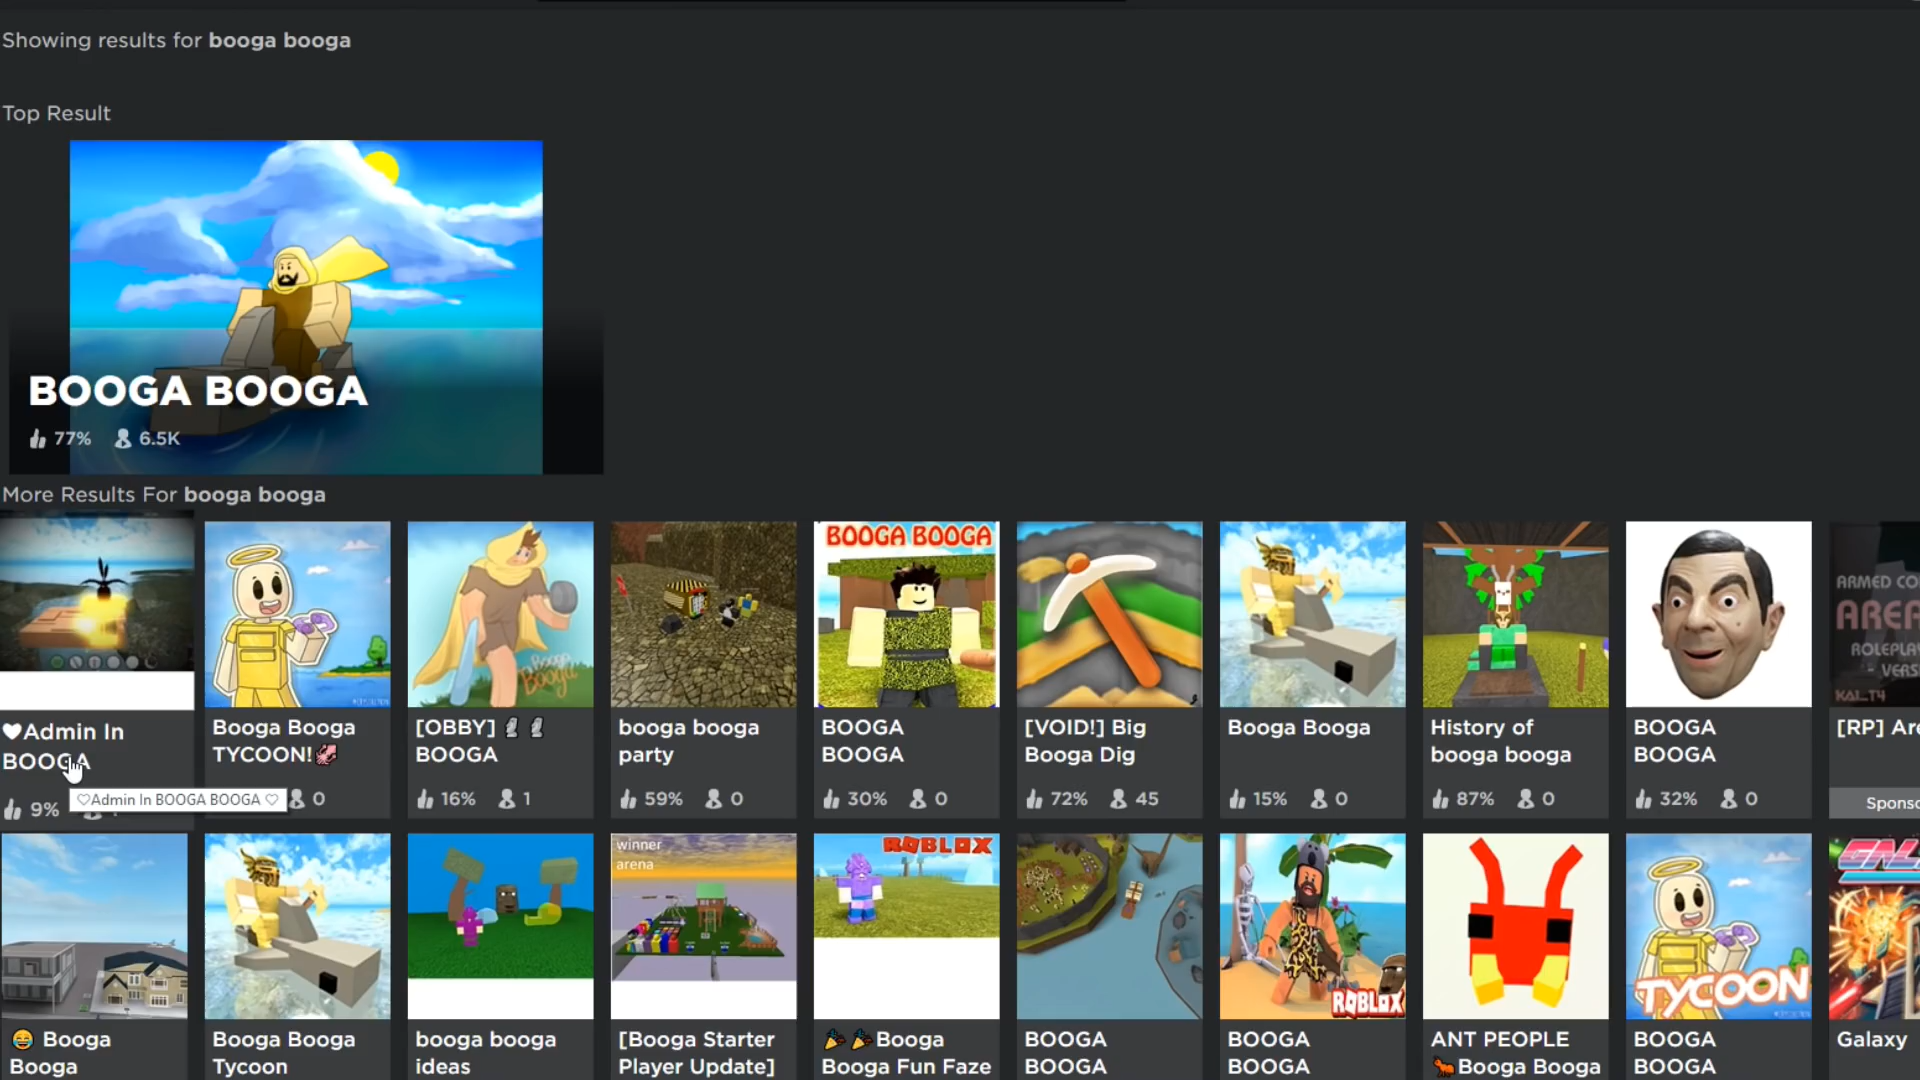 Showing results for booga booga
Top Result
BOOGA BOOGA
77% 6.5K
More Results For booga booga
BOOGA BOOGA
Booga
Booga
ARMED
AREA
ROLEPLAY
KAL_T4
🖤Admin In
BOOGA
9%
♡Admin In BOOGA BOOGA ♡
Booga Booga
TYCOON!🦑
0
[OBBY] 🗿 🗿
BOOGA
16% 1
booga booga
party
59% 0
BOOGA
BOOGA
30% 0
[VOID!] Big
Booga Dig
72% 45
Booga Booga
15% 0
History of
booga booga
87% 0
BOOGA
BOOGA
32% 0
[RP]
winner
arena
ROBLOX
ROBLOX
TYCOON
😂 Booga
Booga
Booga Booga
Tycoon
booga booga
ideas
[Booga Starter
Player Update]
🎉 🎉Booga
Booga Fun Faze
BOOGA
BOOGA
BOOGA
BOOGA
ANT PEOPLE
🐜Booga Booga
BOOGA
BOOGA
Galaxy